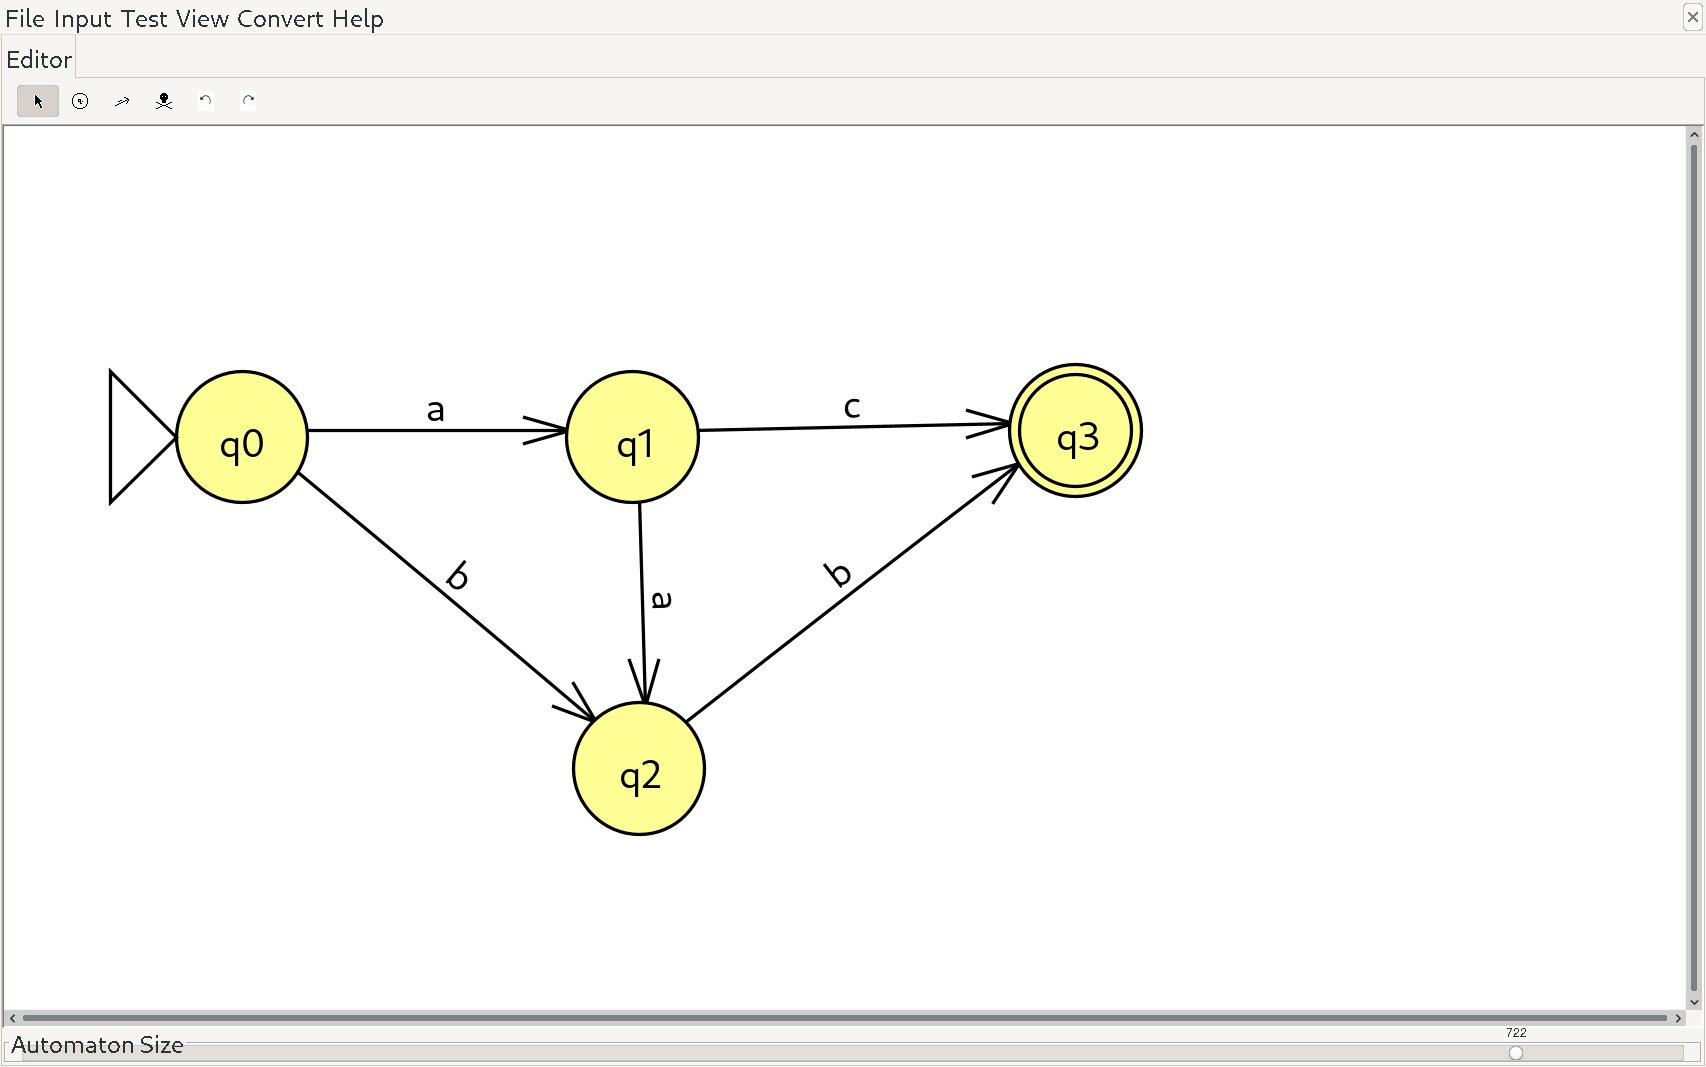 File Input Test View Convert Help
Editor
a
c
q0
q1
q3
b
a
b
q2
722
Automaton Size